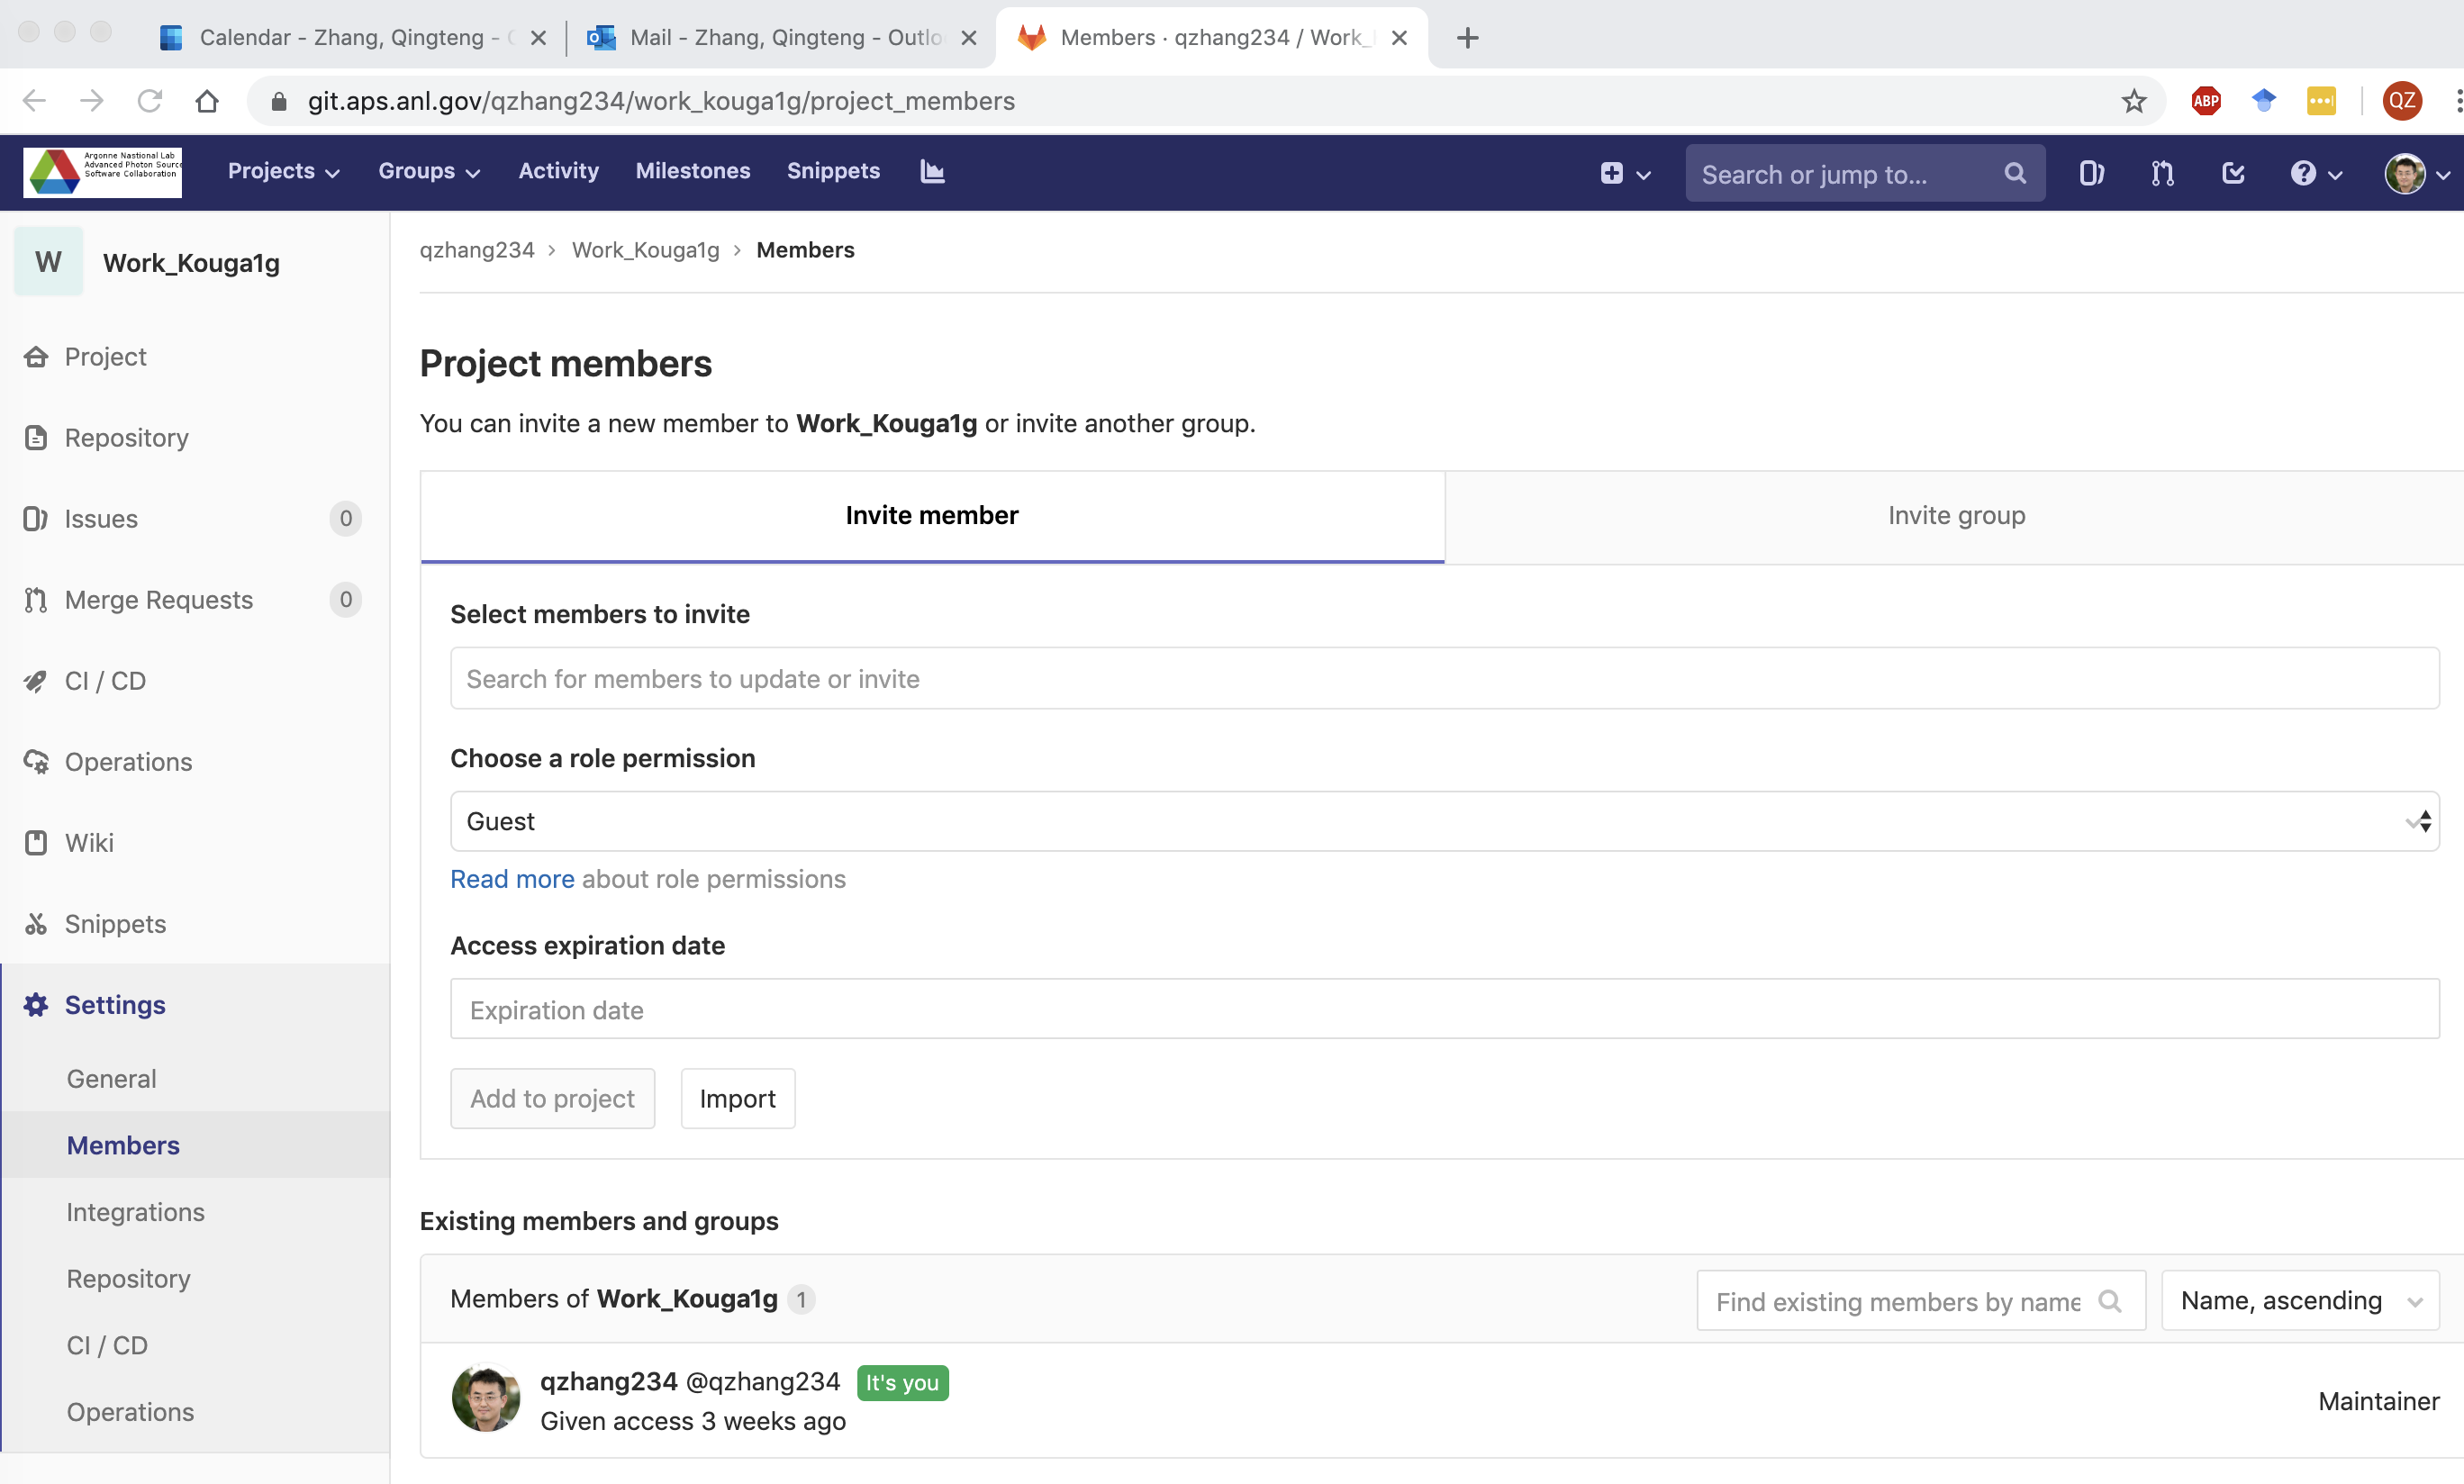 Calendar - Zhang, Qingteng -
Mail - Zhang, Qingteng - Outlo
Members · qzhang234 / Work_
git.aps.anl.gov/qzhang234/work_kouga1g/project_members
ABP
QZ
Argonne Nastional Lab
Advanced Photon Sourc
Software Collaboration
Projects
Groups
Activity
Milestones
Snippets
Search or jump to...
W
Work_Kouga1g
qzhang234 > Work_Kouga1g > Members
Project
Repository
Issues 0
Merge Requests 0
CI / CD
Operations
Wiki
Snippets
Settings
General
Members
Integrations
Repository
CI / CD
Operations
Project members
You can invite a new member to Work_Kouga1g or invite another group.
Invite member
Invite group
Select members to invite
Search for members to update or invite
Choose a role permission
Guest
Read more about role permissions
Access expiration date
Expiration date
Add to project
Import
Existing members and groups
Members of Work_Kouga1g 1
Find existing members by name
Name, ascending
qzhang234 @qzhang234 It's you
Given access 3 weeks ago
Maintainer